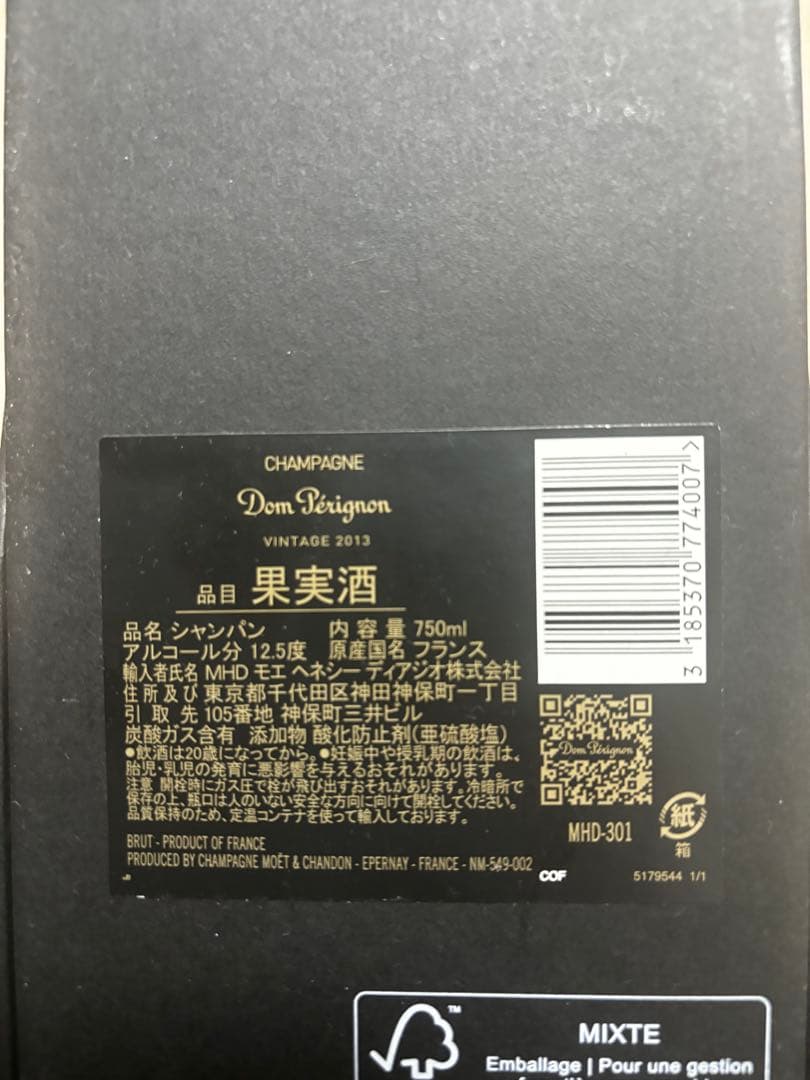 CHAMPAGNE
Dom Pérignon
VINTAGE 2013
品目 果実酒
品名 シャンパン 内容量 750ml
アルコール分 12.5度 原産国名 フランス
輸入者氏名 MHD モエ ヘネシー ディアジオ株式会社
住所及び 東京都千代田区神田神保町一丁目
引取先 105番地 神保町三井ビル
炭酸ガス含有 添加物 酸化防止剤(亜硫酸塩)
●飲酒は20歳になってから。●妊娠中や授乳期の飲酒は、
胎児・乳児の発育に悪影響を与えるおそれがあります。
注意 開栓時にガス圧で栓が飛び出すおそれがあります。冷暗所で
保存の上、瓶口は人のいない安全な方向に向けて開栓してください。
品質保持のため、定温コンテナを使って輸入しております。
BRUT - PRODUCT OF FRANCE
PRODUCED BY CHAMPAGNE MOËT & CHANDON - EPERNAY - FRANCE - NM-549-002
3 185370 774007 >
Dom Pérignon
MHD-301
紙
箱
COF
5179544 1/1
TM
MIXTE
Emballage | Pour une gestion